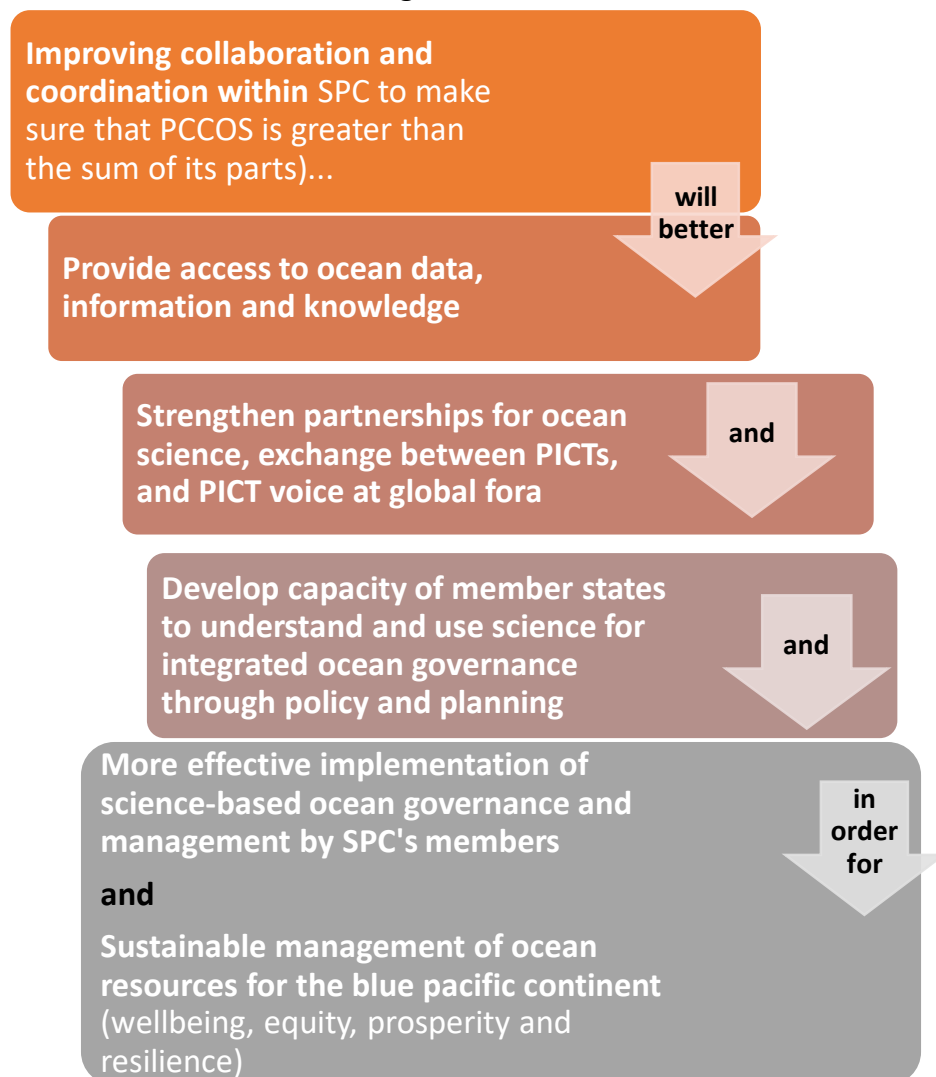 Improving collaboration and
coordination within SPC to make
sure that PCCOS is greater than
the sum of its parts)...
will
better
Provide access to ocean data,
information and knowledge
and
Strengthen partnerships for ocean
science, exchange between PICTs,
and PICT voice at global fora
and
Develop capacity of member states
to understand and use science for
integrated ocean governance
through policy and planning
in
order
for
More effective implementation of
science-based ocean governance and
management by SPC's members
and
Sustainable management of ocean
resources for the blue pacific continent
(wellbeing, equity, prosperity and
resilience)